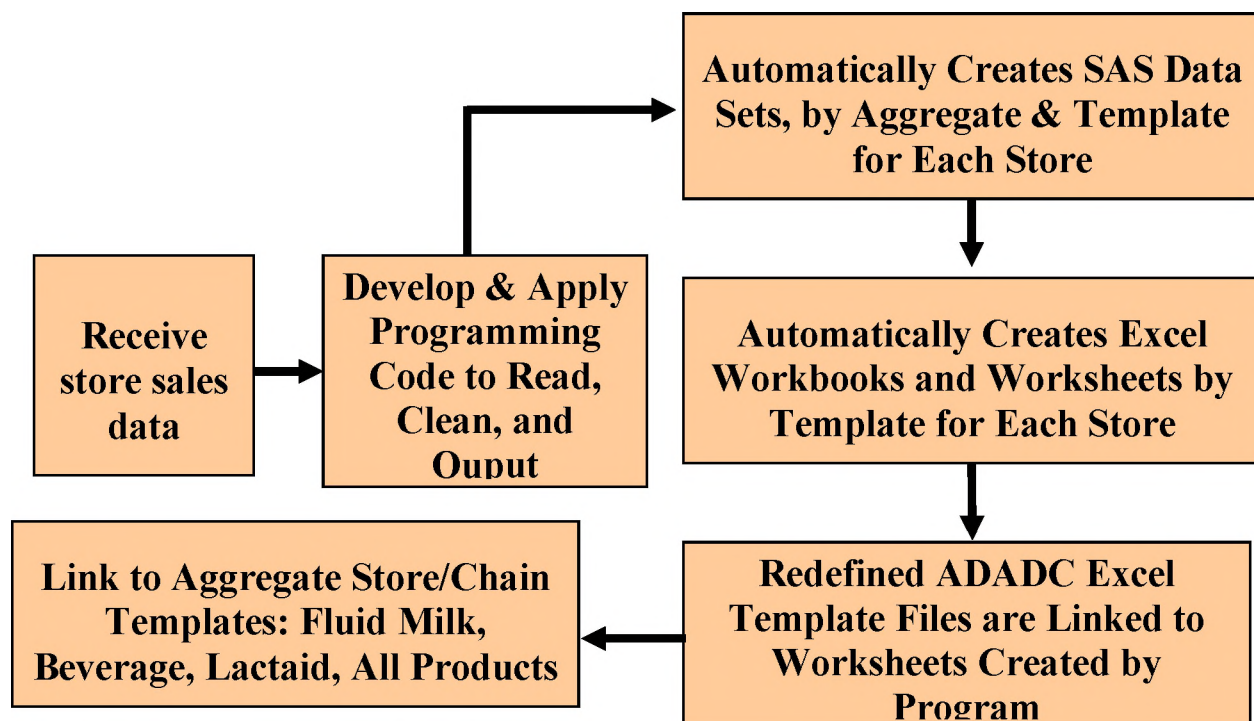 Receive
store sales
data
Develop & Apply
Programming
Code to Read,
Clean, and
Ouput
Automatically Creates SAS Data
Sets, by Aggregate & Template
for Each Store
Automatically Creates Excel
Workbooks and Worksheets by
Template for Each Store
Redefined ADADC Excel
Template Files are Linked to
Worksheets Created by
Program
Link to Aggregate Store/Chain
Templates: Fluid Milk,
Beverage, Lactaid, All Products